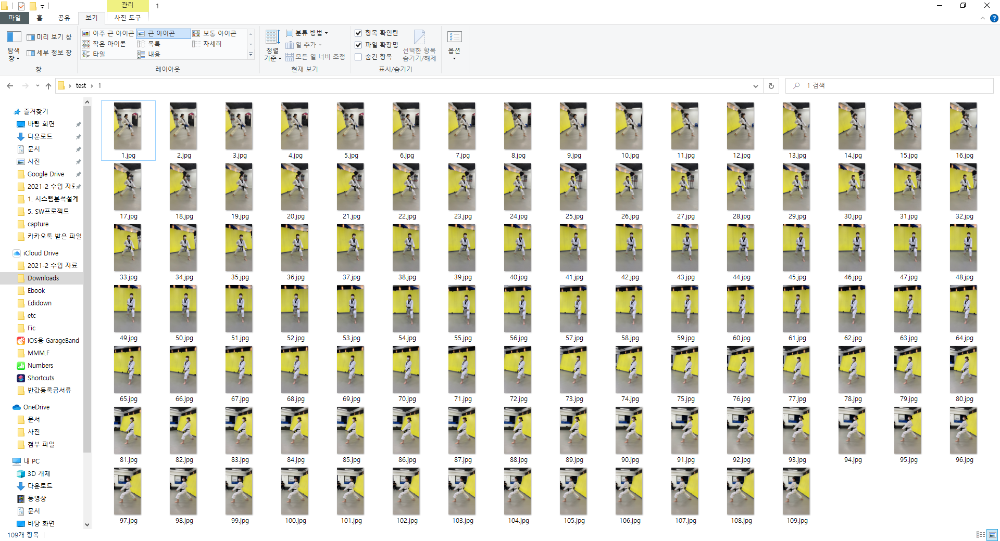 관리
1
파일
홈
공유
보기
사진 도구
탐색 창
미리 보기 창
세부 정보 창
창
아주 큰 아이콘
큰 아이콘
보통 아이콘
작은 아이콘
목록
자세히
타일
내용
레이아웃
정렬 기준
분류 방법
열 추가
모든 열 너비 조정
현재 보기
항목 확인란
파일 확장명
숨긴 항목
선택한 항목 숨기기/해제
표시/숨기기
옵션
test
1
1 검색
즐겨찾기
바탕 화면
다운로드
문서
사진
Google Drive
2021-2 수업 자료
1. 시스템분석설계
5. SW프로젝트
capture
카카오톡 받은 파일
iCloud Drive
2021-2 수업 자료
Downloads
Ebook
Edidown
etc
Fic
iOS용 GarageBand
MMM.F
Numbers
Shortcuts
반값등록금서류
OneDrive
문서
사진
첨부 파일
내 PC
3D 개체
다운로드
동영상
문서
바탕 화면
1.jpg 2.jpg 3.jpg 4.jpg 5.jpg 6.jpg 7.jpg 8.jpg 9.jpg 10.jpg 11.jpg 12.jpg 13.jpg 14.jpg 15.jpg 16.jpg
17.jpg 18.jpg 19.jpg 20.jpg 21.jpg 22.jpg 23.jpg 24.jpg 25.jpg 26.jpg 27.jpg 28.jpg 29.jpg 30.jpg 31.jpg 32.jpg
33.jpg 34.jpg 35.jpg 36.jpg 37.jpg 38.jpg 39.jpg 40.jpg 41.jpg 42.jpg 43.jpg 44.jpg 45.jpg 46.jpg 47.jpg 48.jpg
49.jpg 50.jpg 51.jpg 52.jpg 53.jpg 54.jpg 55.jpg 56.jpg 57.jpg 58.jpg 59.jpg 60.jpg 61.jpg 62.jpg 63.jpg 64.jpg
65.jpg 66.jpg 67.jpg 68.jpg 69.jpg 70.jpg 71.jpg 72.jpg 73.jpg 74.jpg 75.jpg 76.jpg 77.jpg 78.jpg 79.jpg 80.jpg
81.jpg 82.jpg 83.jpg 84.jpg 85.jpg 86.jpg 87.jpg 88.jpg 89.jpg 90.jpg 91.jpg 92.jpg 93.jpg 94.jpg 95.jpg 96.jpg
97.jpg 98.jpg 99.jpg 100.jpg 101.jpg 102.jpg 103.jpg 104.jpg 105.jpg 106.jpg 107.jpg 108.jpg 109.jpg
109개 항목